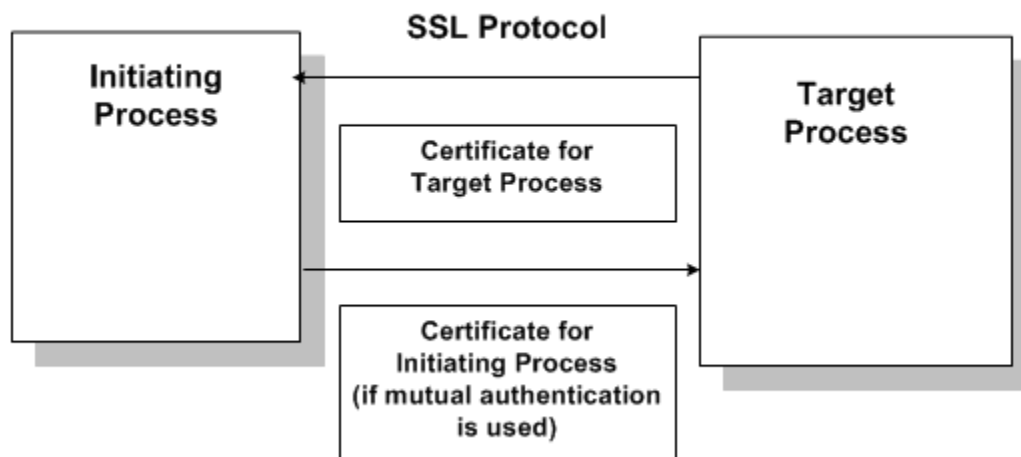 SSL Protocol
Initiating
Process
Target
Process
Certificate for
Target Process
Certificate for
Initiating Process
(if mutual authentication
is used)